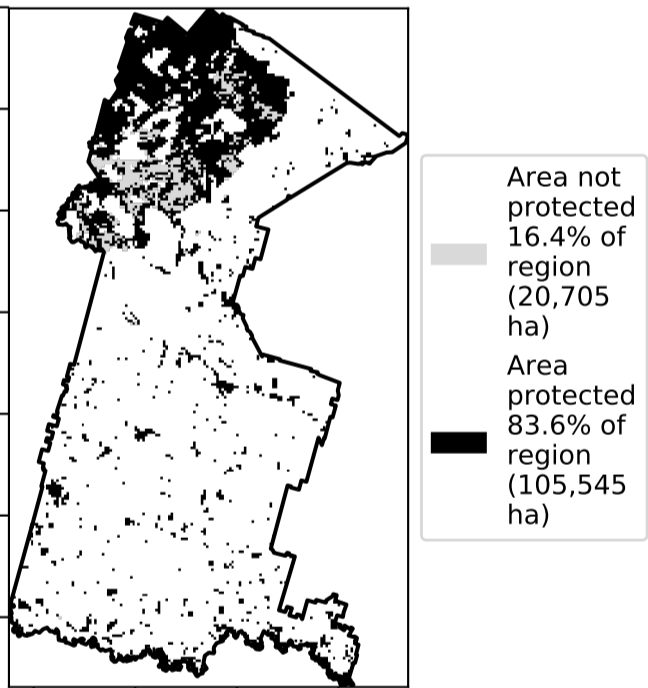 Area not
protected
16.4% of
region
(20,705
ha)
Area
protected
83.6% of
region
(105,545
ha)